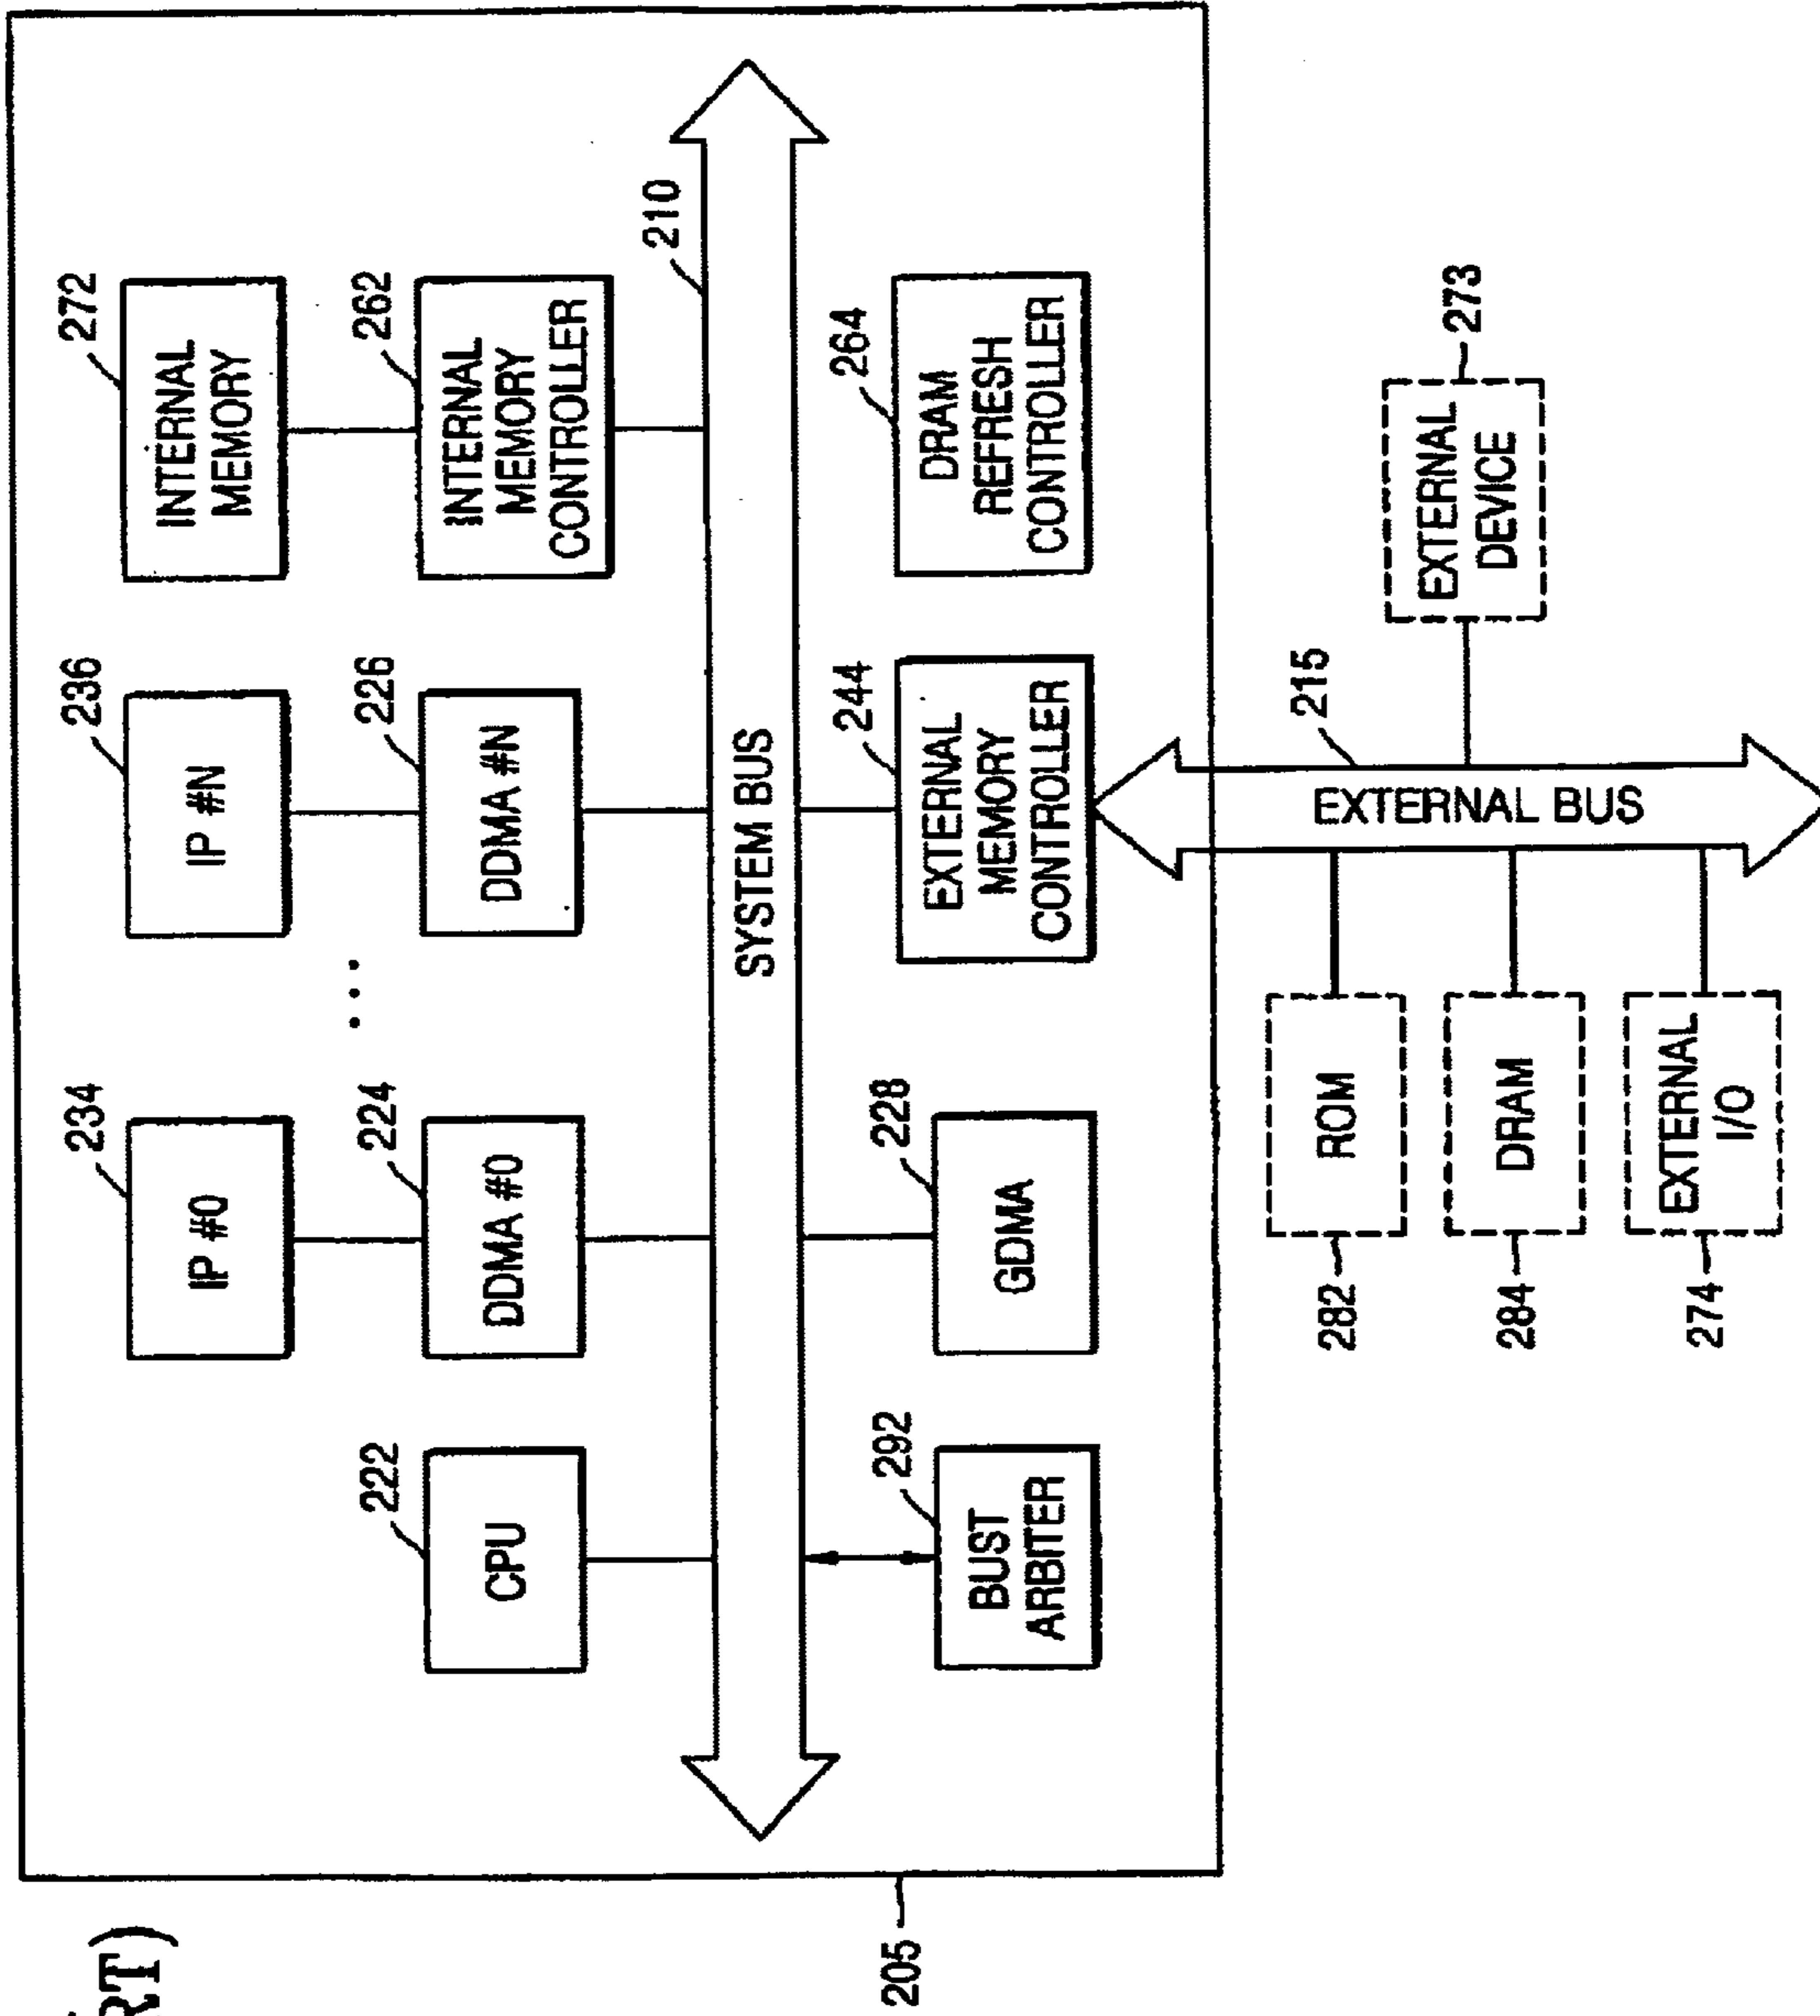 RT)
205
272
INTERNAL
MEMORY
236
IP #N
234
IP #0
...
262
INTERNAL
MEMORY
CONTROLLER
226
DDMA #N
224
DDMA #0
222
CPU
210
SYSTEM BUS
292
BUST
ARBITER
228
GDMA
244
EXTERNAL
MEMORY
CONTROLLER
264
DRAM
REFRESH
CONTROLLER
215
EXTERNAL BUS
282
ROM
284
DRAM
274
EXTERNAL
I/O
EXTERNAL
DEVICE
273